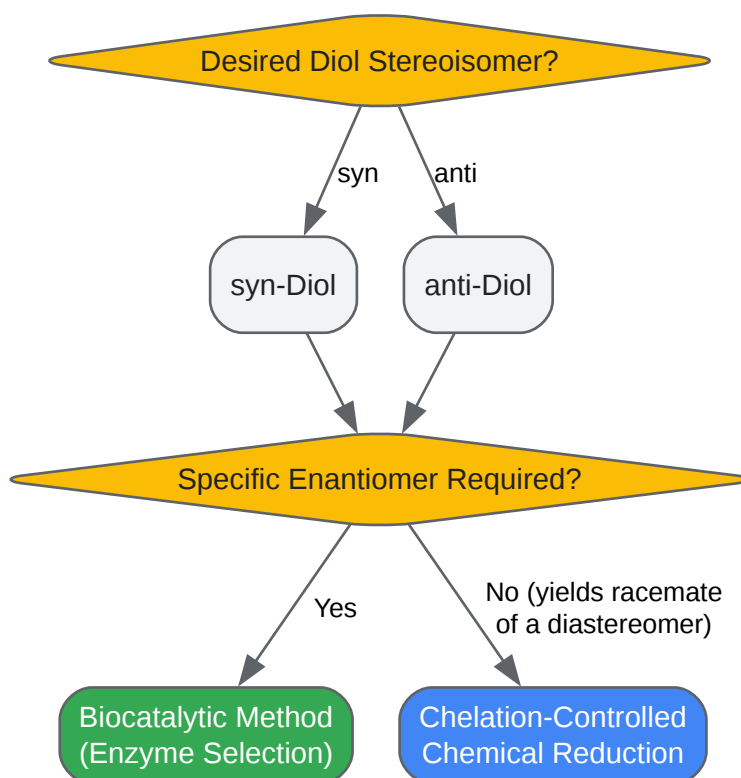 Desired Diol Stereoisomer?
syn
anti
syn-Diol
anti-Diol
Specific Enantiomer Required?
Yes
No (yields racemate
of a diastereomer)
Biocatalytic Method
(Enzyme Selection)
Chelation-Controlled
Chemical Reduction